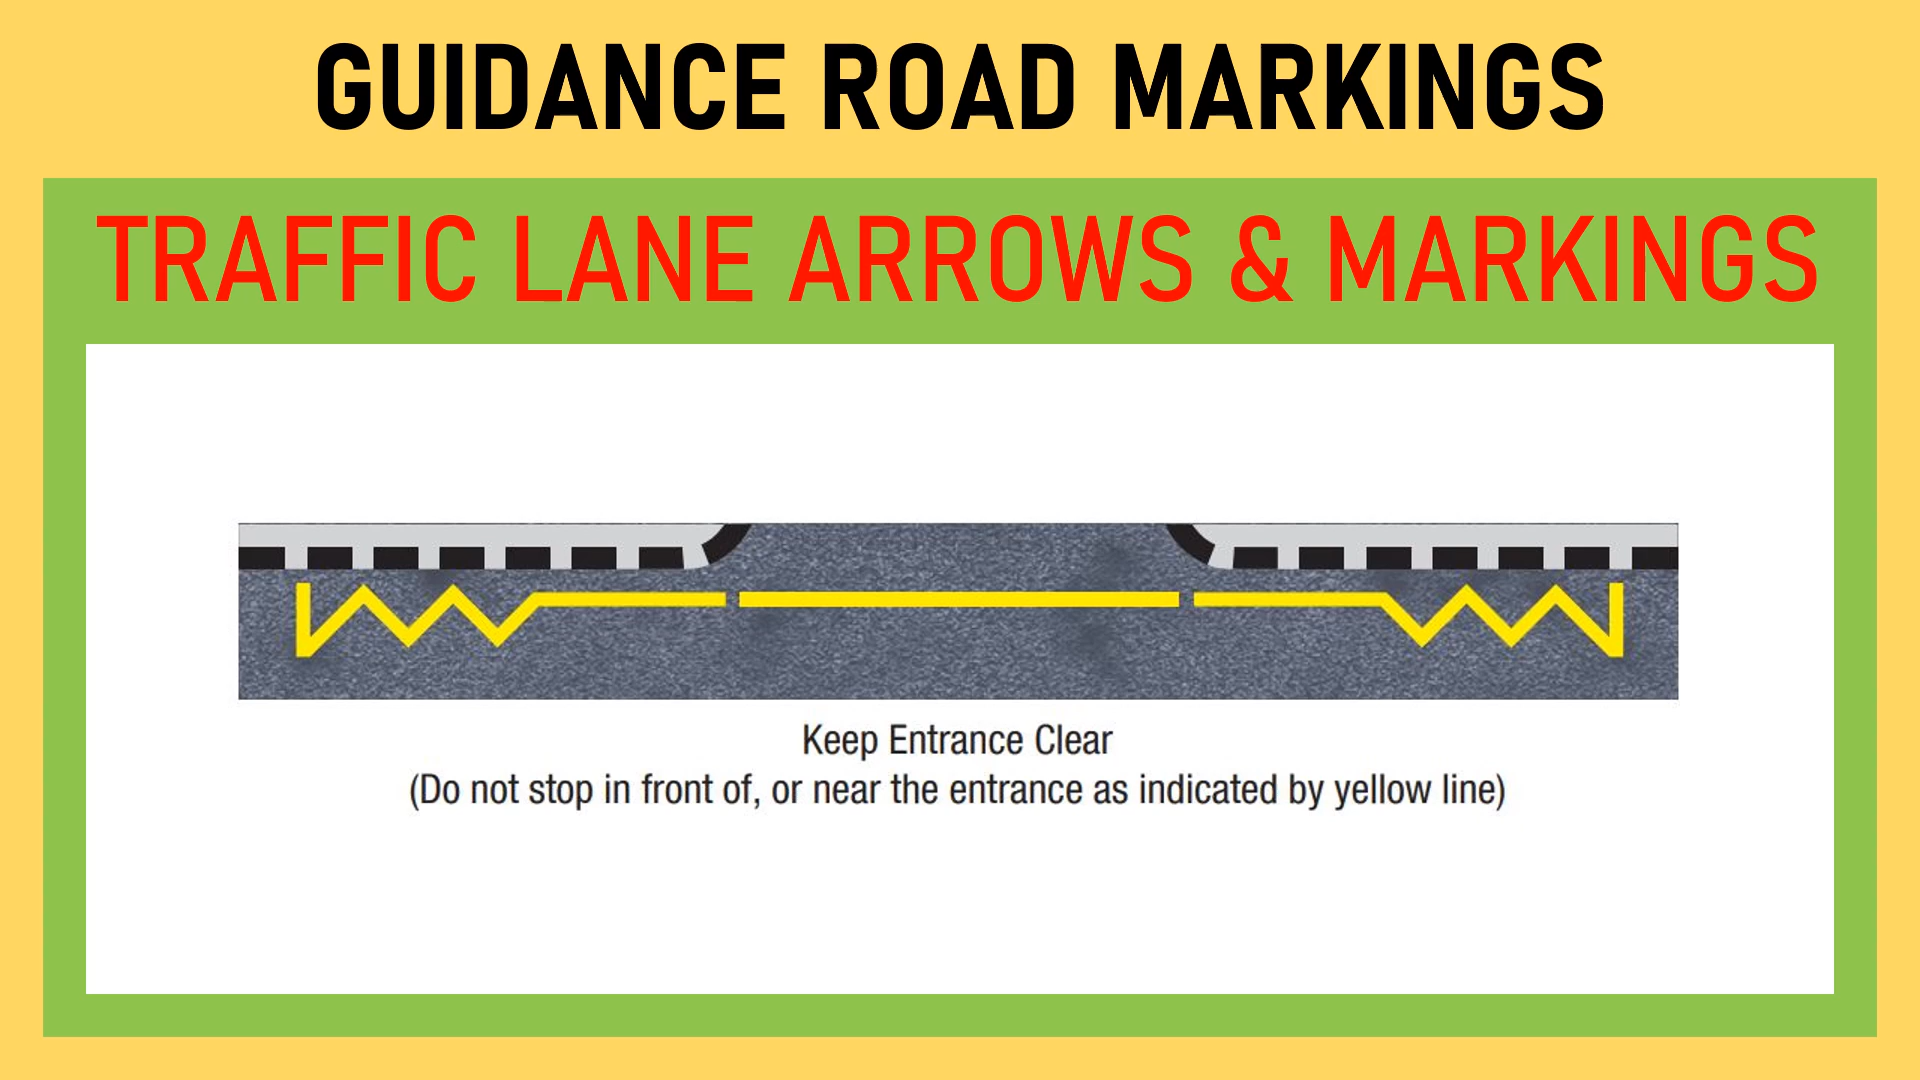 GUIDANCE ROAD MARKINGS
TRAFFIC LANE ARROWS & MARKINGS
Keep Entrance Clear
(Do not stop in front of, or near the entrance as indicated by yellow line)